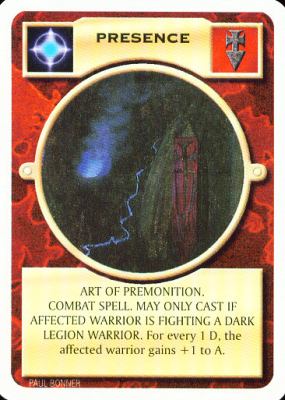 PRESENCE
ART OF PREMONITION.
COMBAT SPELL. MAY ONLY CAST IF
AFFECTED WARRIOR IS FIGHTING A DARK
LEGION WARRIOR. For every 1 D, the
affected warrior gains +1 to A.
PAUL BONNER